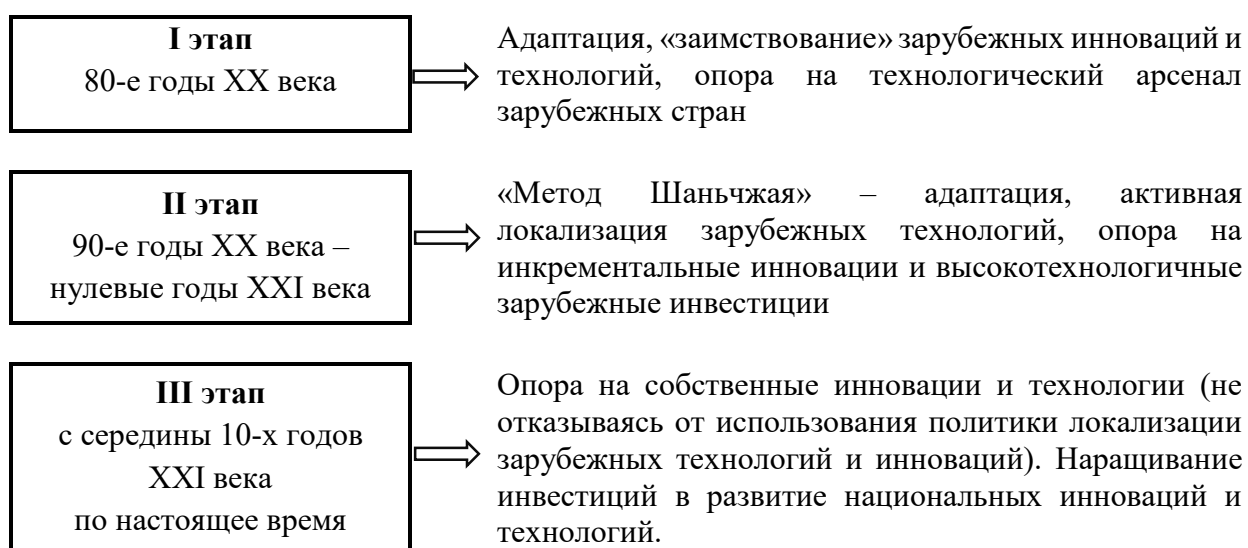 I этап
80-е годы XX века
Адаптация, «заимствование» зарубежных инноваций и
технологий, опора на технологический арсенал
зарубежных стран
II этап
90-е годы XX века –
нулевые годы XXI века
«Метод Шаньчжая» – адаптация, активная
локализация зарубежных технологий, опора на
инкрементальные инновации и высокотехнологичные
зарубежные инвестиции
III этап
с середины 10-х годов
XXI века
по настоящее время
Опора на собственные инновации и технологии (не
отказываясь от использования политики локализации
зарубежных технологий и инноваций). Наращивание
инвестиций в развитие национальных инноваций и
технологий.